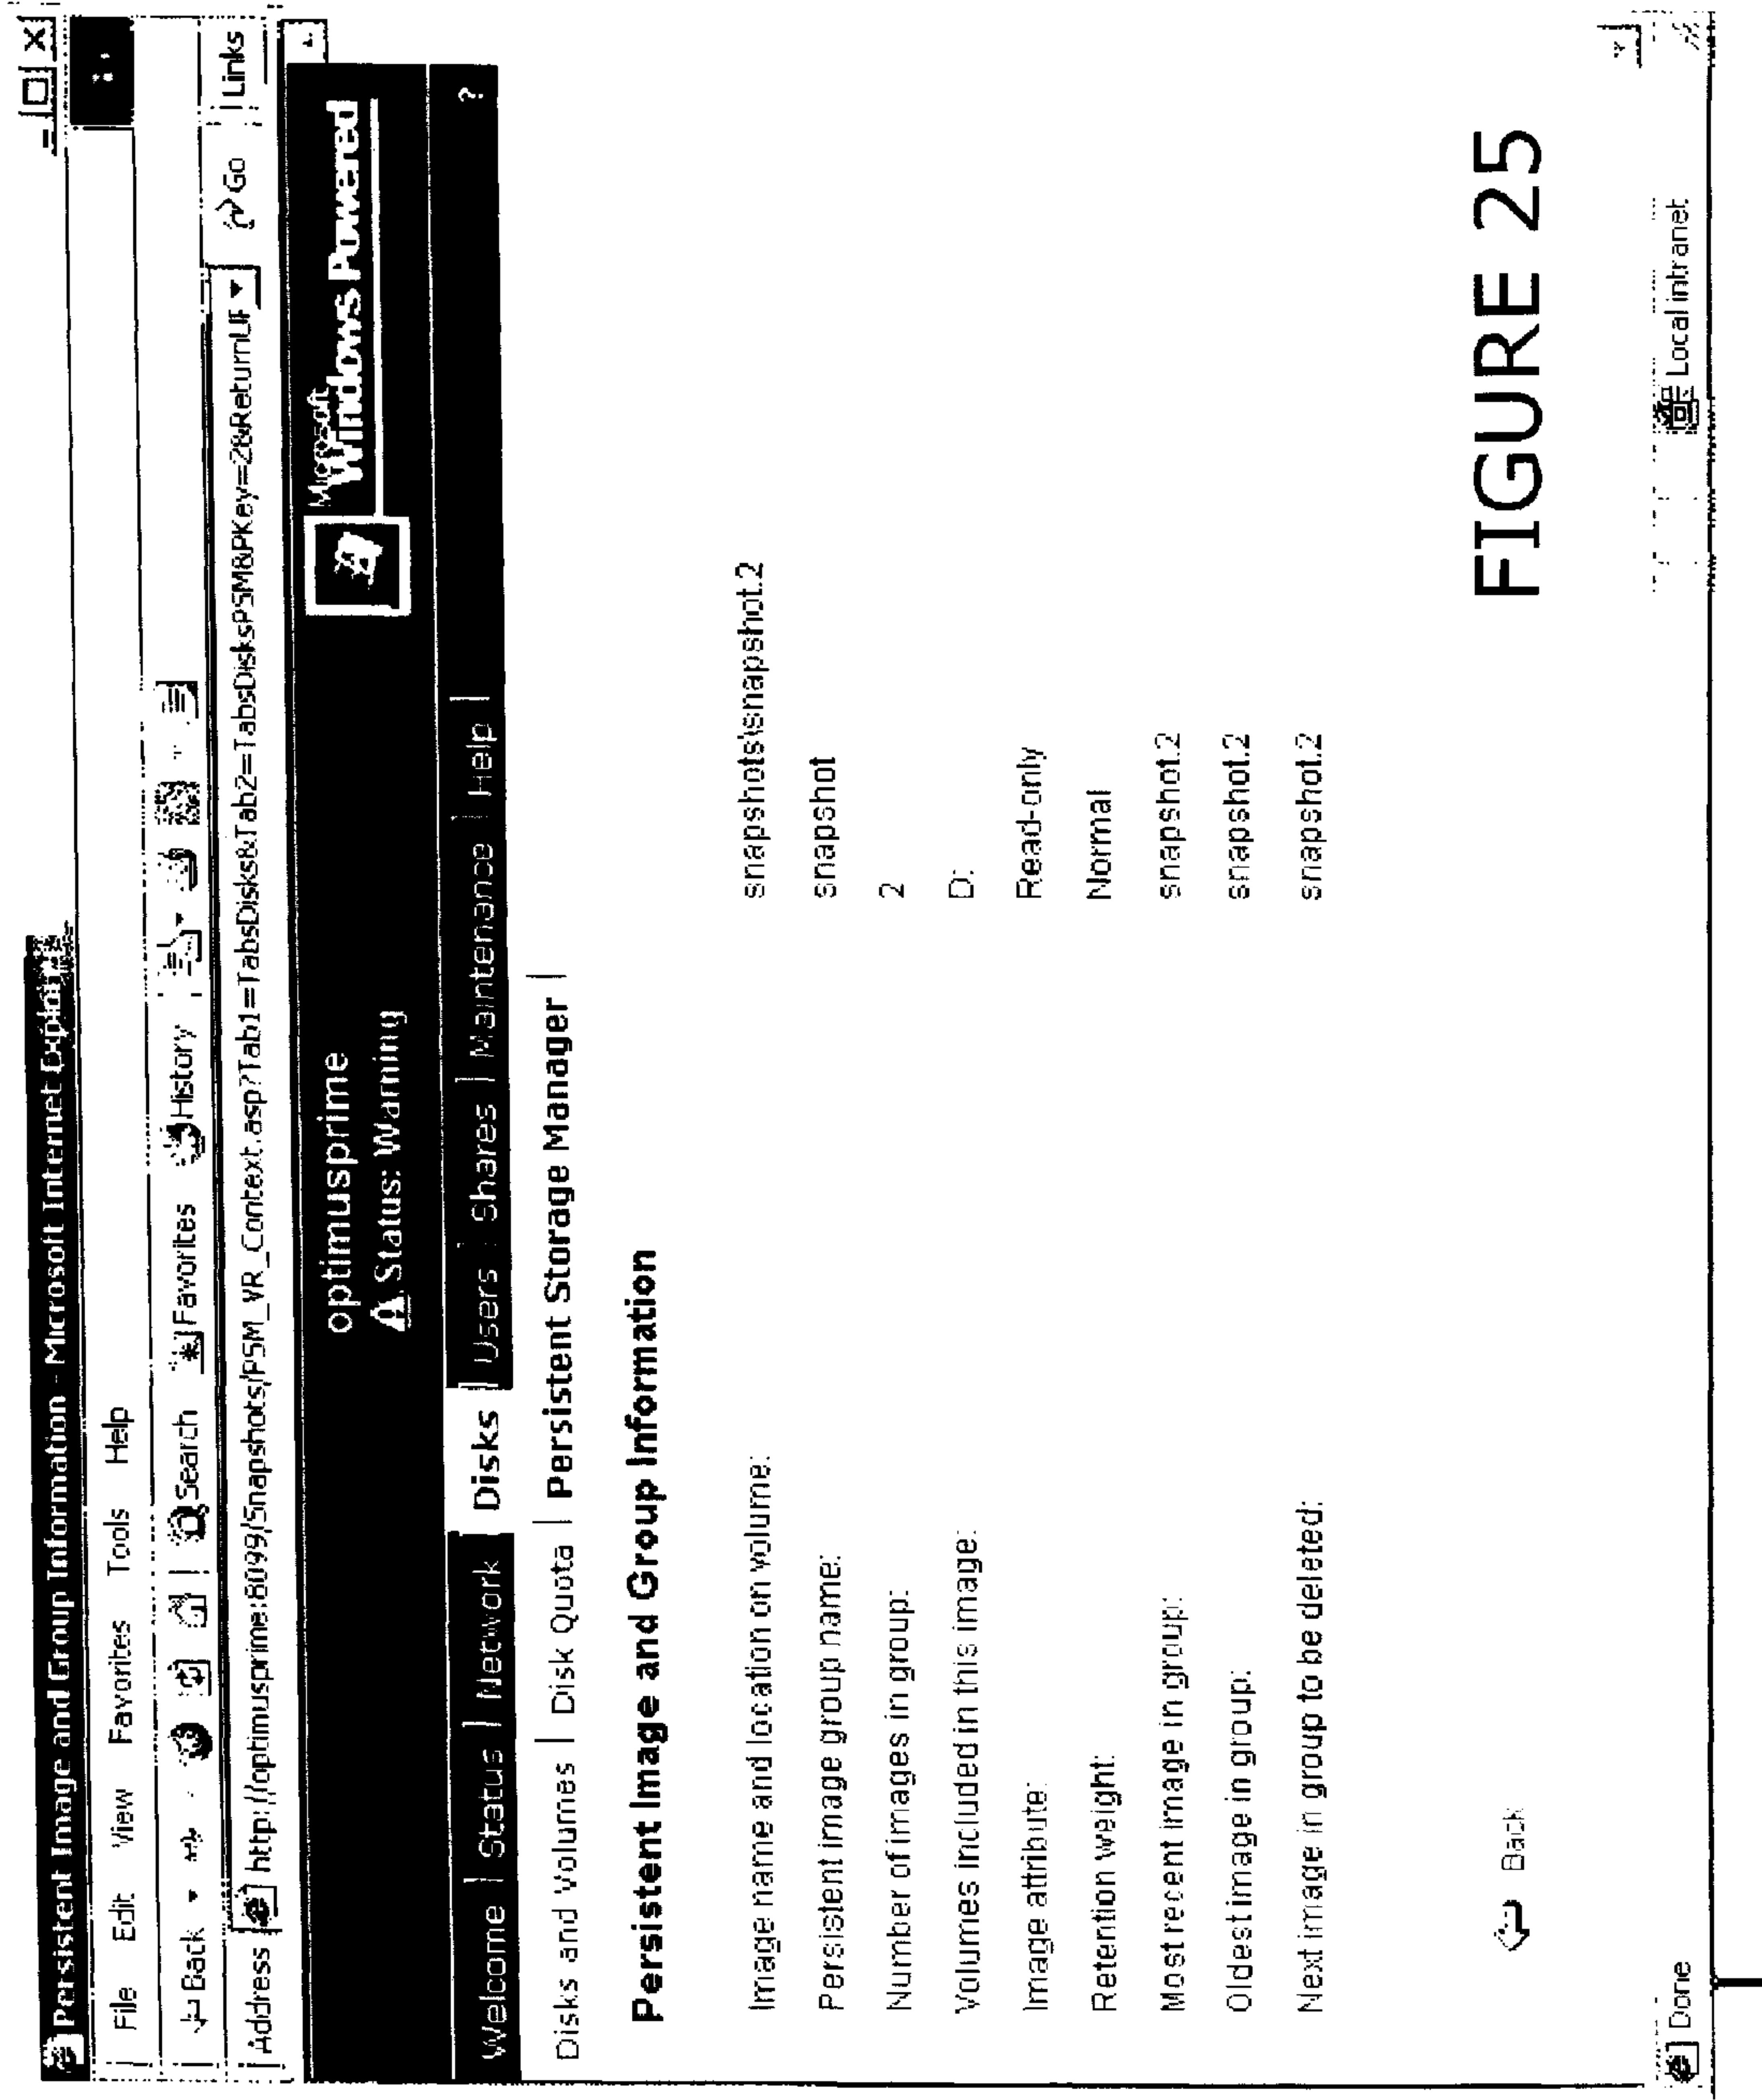 Persistent Image and Group Information - Microsoft Internet Explorer
File Edit View Favorites Tools Help
Back Search Favorites History
Address http://optimusprime:8099/Snapshots/PSM_VR_Context.asp?Tab1=TabsDisks&Tab2=TabsDisksPSM&PKey=2&ReturnUR Go Links
optimusprime
Status: Warning
Microsoft
Windows Powered
Welcome | Status | Network | Disks | Users | Shares | Maintenance | Help | ?
Disks and Volumes | Disk Quota | Persistent Storage Manager |
Persistent Image and Group Information
Image name and location on volume: snapshots\snapshot.2
Persistent image group name: snapshot
Number of images in group: 2
Volumes included in this image: D:
Image attribute: Read-only
Retention weight: Normal
Most recent image in group: snapshot.2
Oldest image in group: snapshot.2
Next image in group to be deleted: snapshot.2
Back
FIGURE 25
Done Local intranet